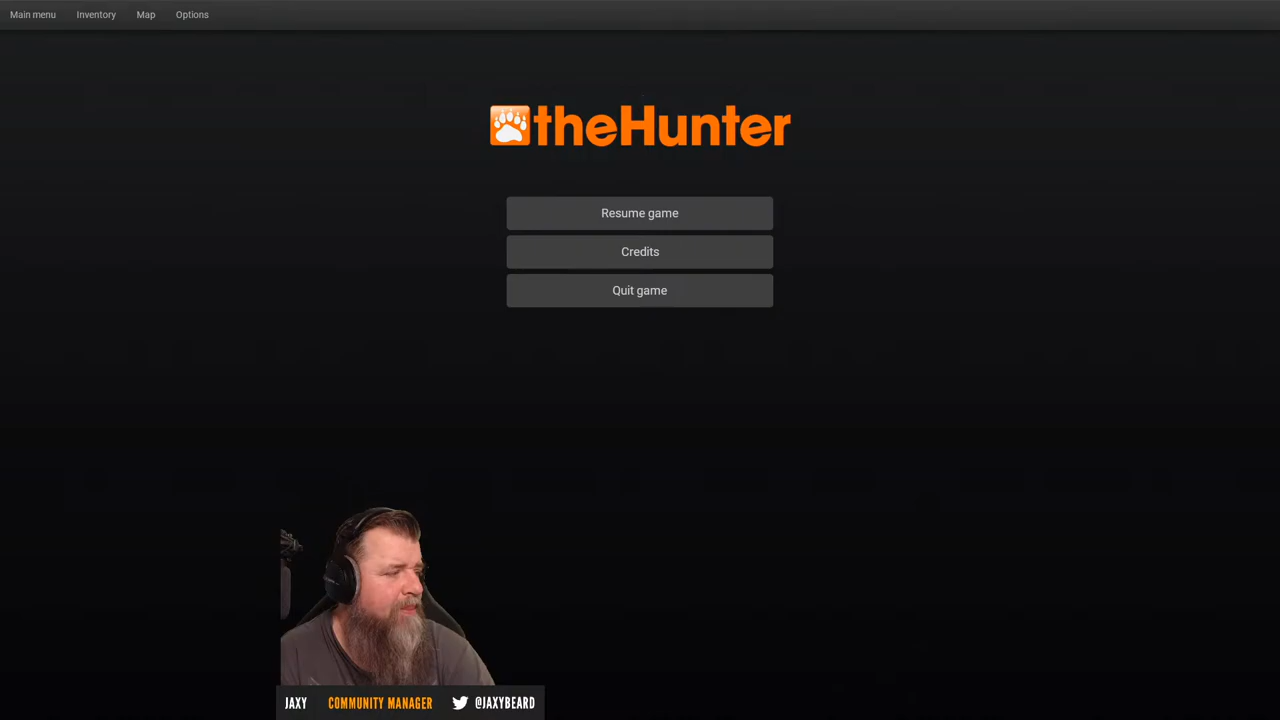 Main menu Inventory Map Options
theHunter
Resume game
Credits
Quit game
JAXY COMMUNITY MANAGER @JAXYBEARD